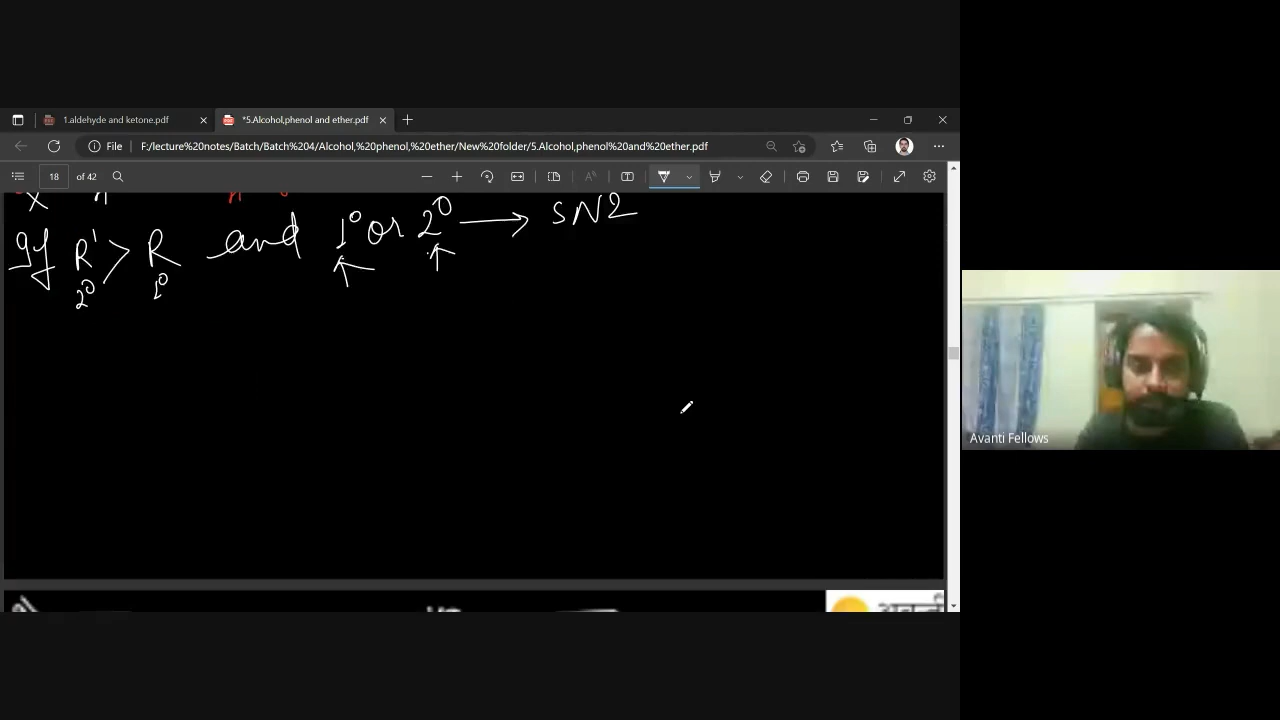 1.aldehyde and ketone.pdf
*5.Alcohol,phenol and ether.pdf
File
F:/lecture%20notes/Batch/Batch%204/Alcohol,%20phenol,%20ether/New%20folder/5.Alcohol,phenol%20and%20ether.pdf
18 of 42
If R' > R and 1° or 2° → SN2
2° 1°
Avanti Fellows
VS
अवन्ती